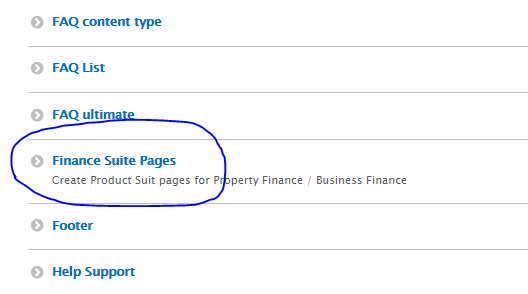 FAQ content type
FAQ List
FAQ ultimate
Finance Suite Pages
Create Product Suit pages for Property Finance / Business Finance
Footer
Help Support